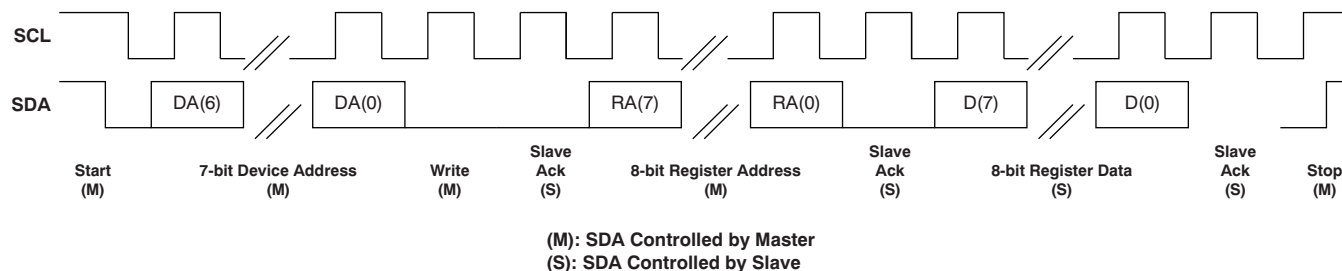 SCL
SDA
DA(6)
DA(0)
RA(7)
RA(0)
D(7)
D(0)
Start
(M)
7-bit Device Address
(M)
Write
(M)
Slave
Ack
(S)
8-bit Register Address
(M)
Slave
Ack
(S)
8-bit Register Data
(S)
Slave
Ack
(S)
Stop
(M)
(M): SDA Controlled by Master
(S): SDA Controlled by Slave